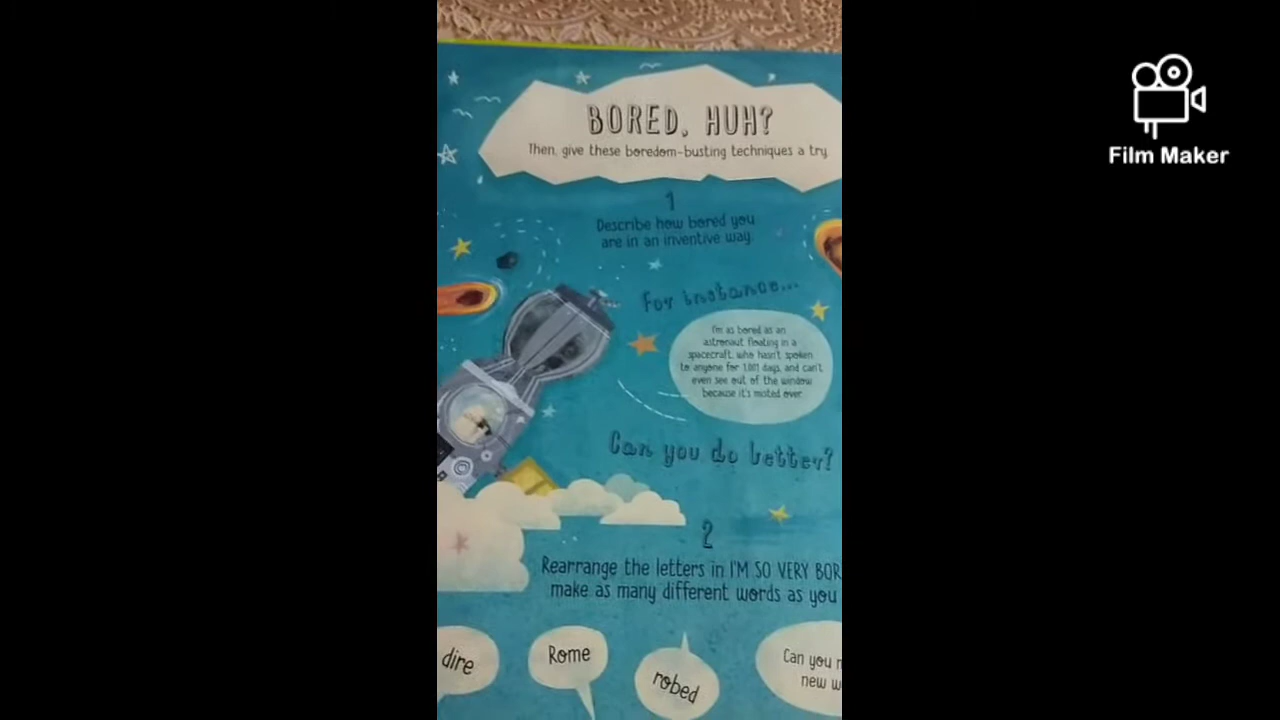 Film Maker
BORED, HUH?
Then, give these boredom-busting techniques a try.
1
Describe how bored you
are in an inventive way.
For instance...
I'm as bored as an
astronaut floating in a
spacecraft, who hasn't spoken
to anyone for 1,001 days, and can't
even see out of the window
because it's misted over.
Can you do better?
2
Rearrange the letters in I'M SO VERY BOR
make as many different words as you
dire
Rome
robed
Can you
new